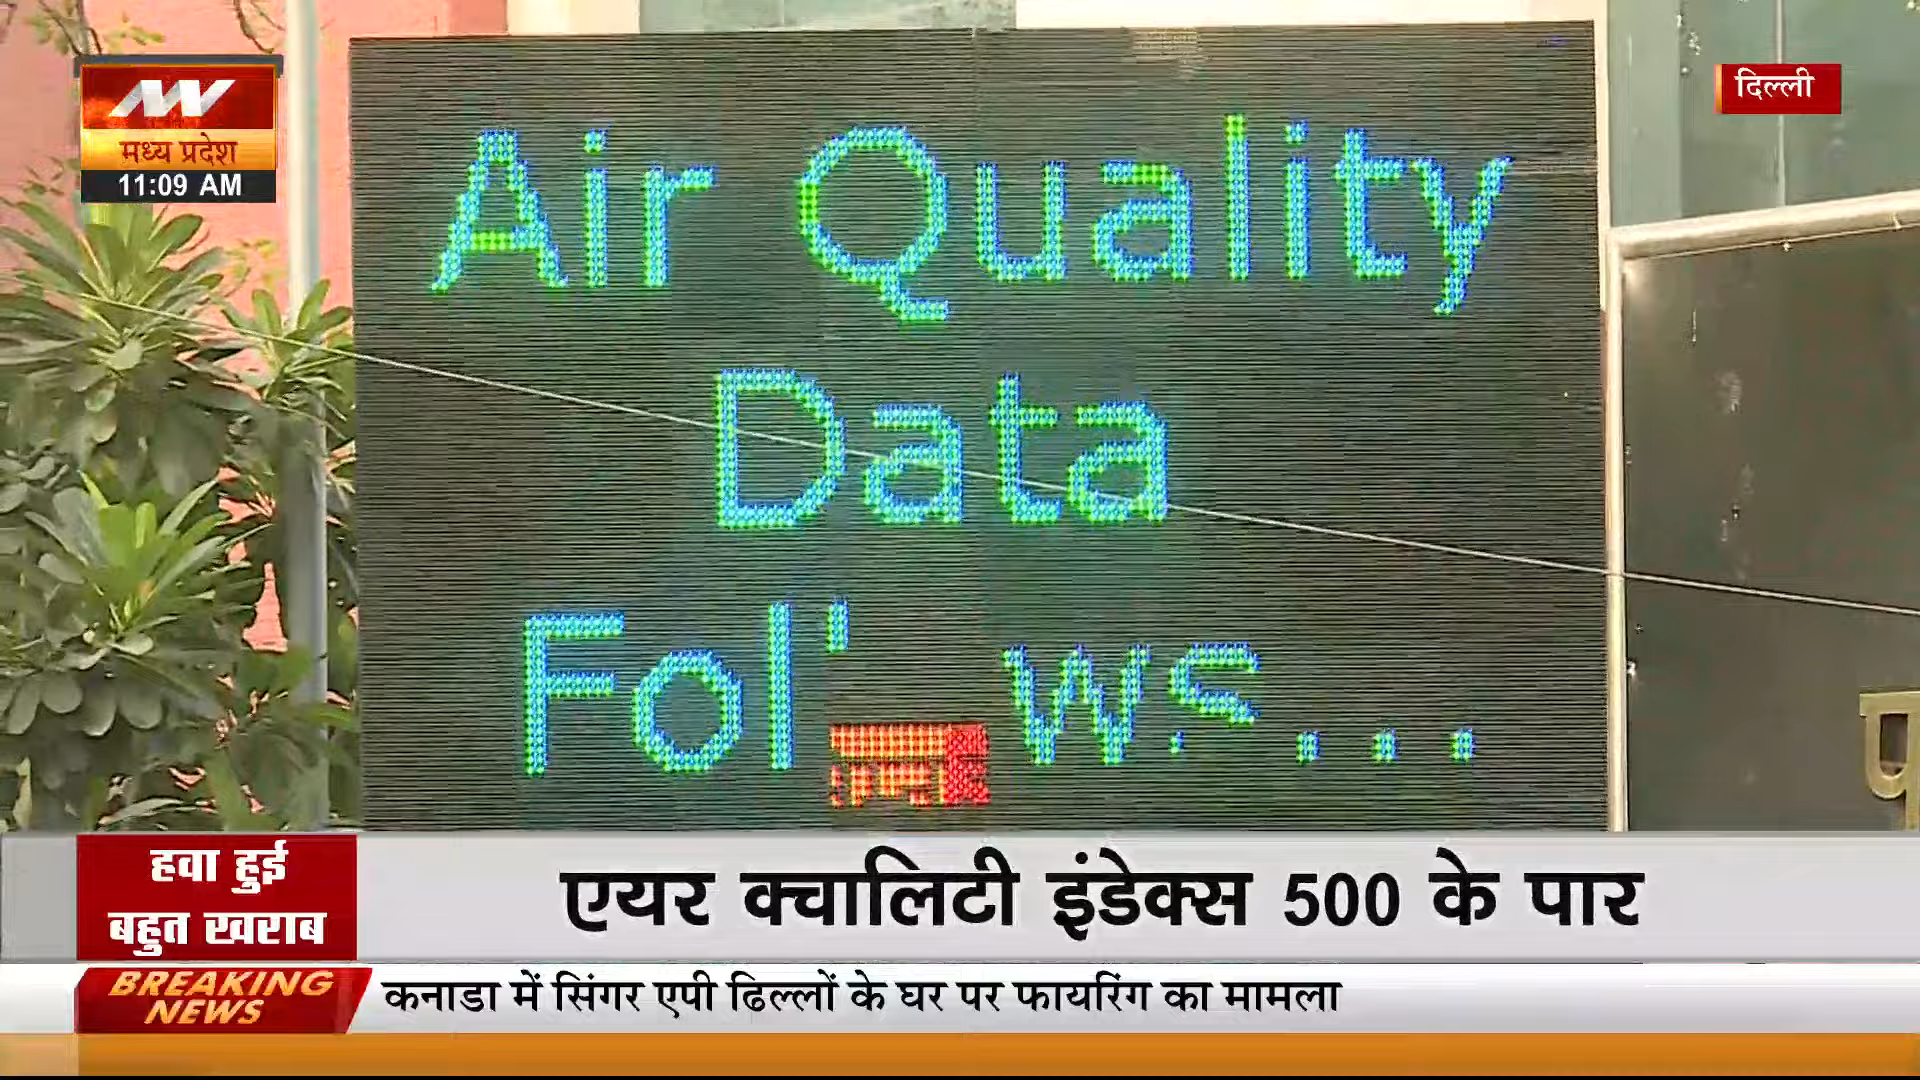 मध्य प्रदेश
11:09 AM
दिल्ली
Air Quality
Data
Fol' ws...
हवा हुई
बहुत खराब
एयर क्वालिटी इंडेक्स 500 के पार
BREAKING
NEWS
कनाडा में सिंगर एपी ढिल्लों के घर पर फायरिंग का मामला